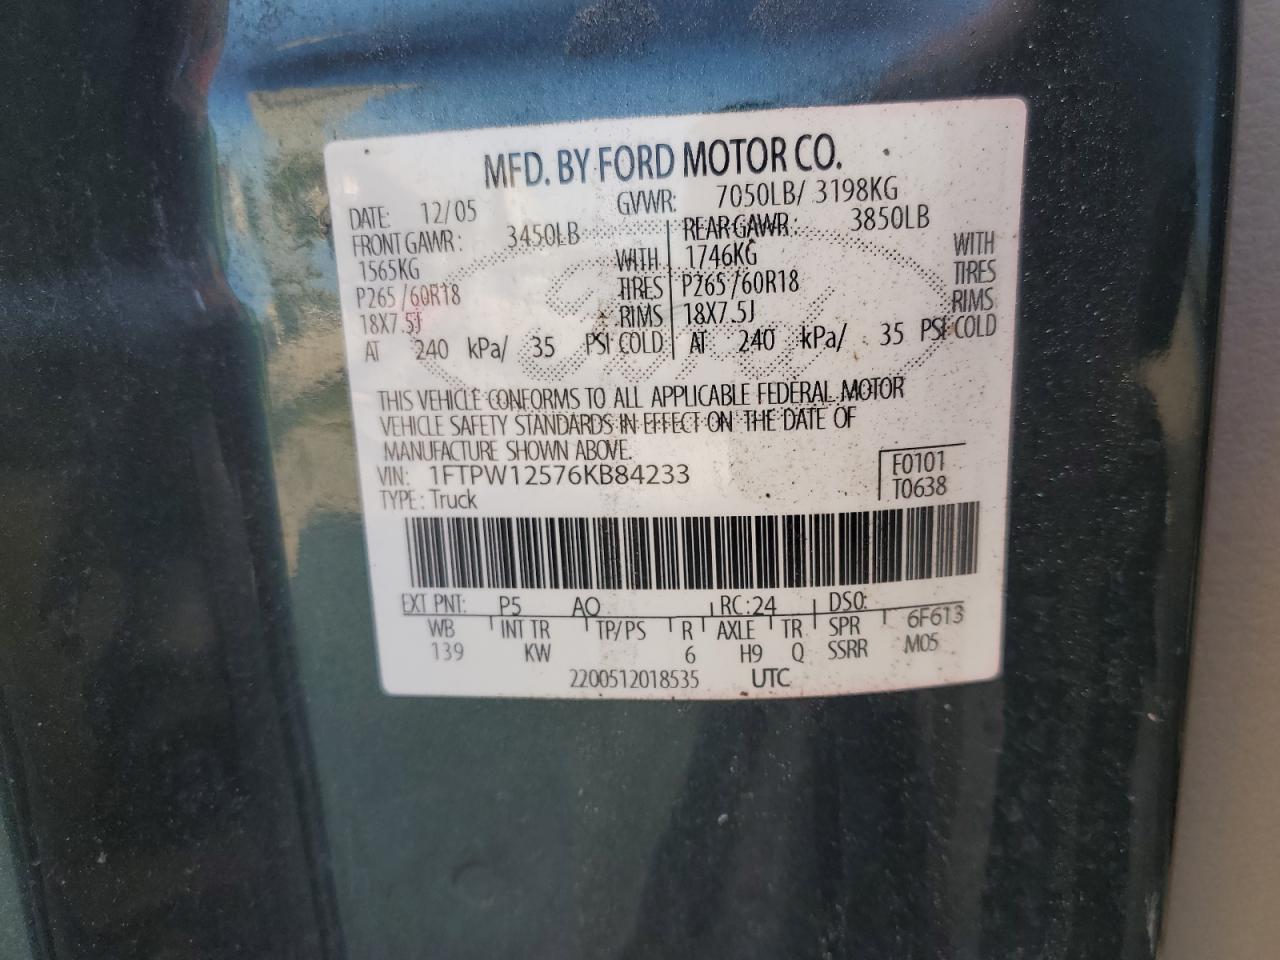 MFD. BY FORD MOTOR CO.
DATE: 12/05 GVWR: 7050LB/ 3198KG
FRONT GAWR: 3450LB REAR GAWR: 3850LB
1565KG WITH 1746KG WITH
P265/60R18 TIRES P265/60R18 TIRES
18X7.5J RIMS 18X7.5J RIMS
AT 240 kPa/ 35 PSI COLD AT 240 kPa/ 35 PSI COLD
THIS VEHICLE CONFORMS TO ALL APPLICABLE FEDERAL MOTOR
VEHICLE SAFETY STANDARDS IN EFFECT ON THE DATE OF
MANUFACTURE SHOWN ABOVE.
VIN: 1FTPW12576KB84233 F0101
TYPE: Truck T0638
EXT PNT: P5 AQ RC:24 DSO:
WB INT TR TP/PS R AXLE TR SPR 6F613
139 KW 6 H9 Q SSRR M05
2200512018535 UTC